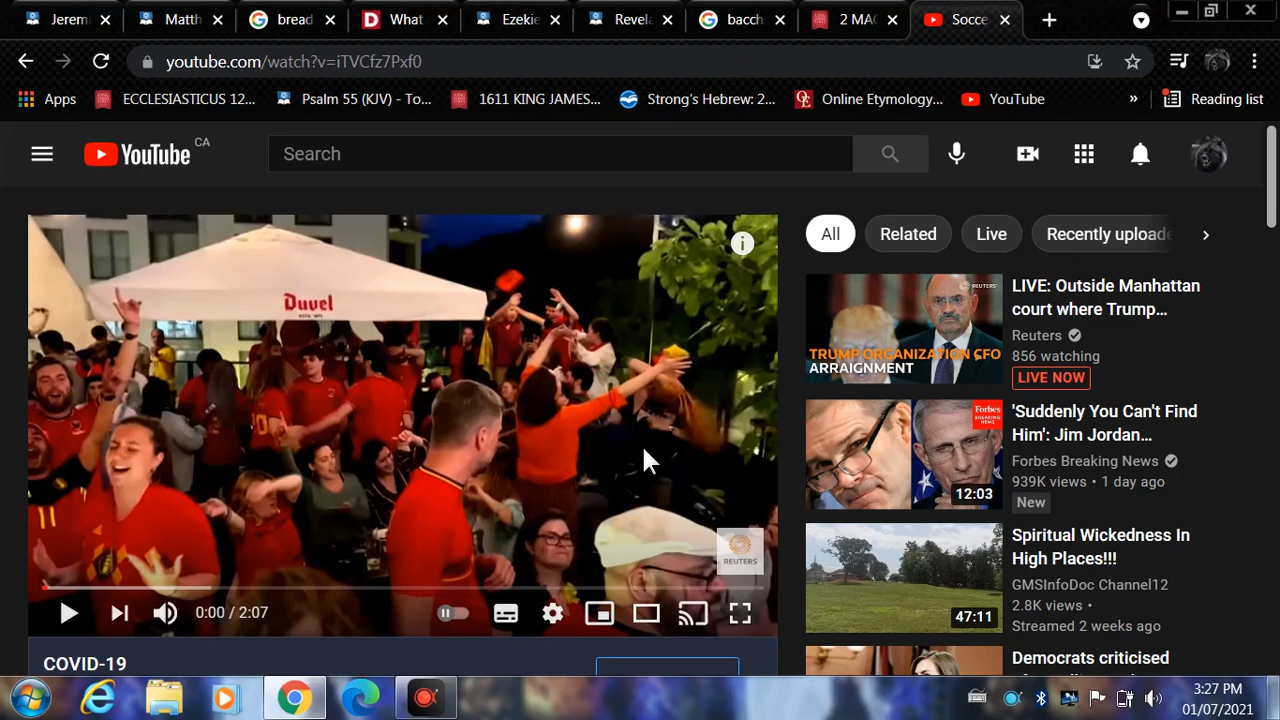 Jeremi
Matth
bread
What
Ezekie
Revela
bacch
2 MAC
Socce
youtube.com/watch?v=iTVCfz7Pxf0
Apps
ECCLESIASTICUS 12...
Psalm 55 (KJV) - To...
1611 KING JAMES...
Strong's Hebrew: 2...
Online Etymology...
YouTube
»
Reading list
YouTube CA
Search
All
Related
Live
Recently uploade
Duvel
REUTERS
0:00 / 2:07
COVID-19
REUTERS
TRUMP ORGANIZATION CFO
ARRAIGNMENT
LIVE: Outside Manhattan
court where Trump...
Reuters
856 watching
LIVE NOW
Forbes
BREAKING
NEWS
12:03
'Suddenly You Can't Find
Him': Jim Jordan...
Forbes Breaking News
939K views • 1 day ago
New
47:11
Spiritual Wickedness In
High Places!!!
GMSInfoDoc Channel12
2.8K views •
Streamed 2 weeks ago
Democrats criticised
3:27 PM
01/07/2021